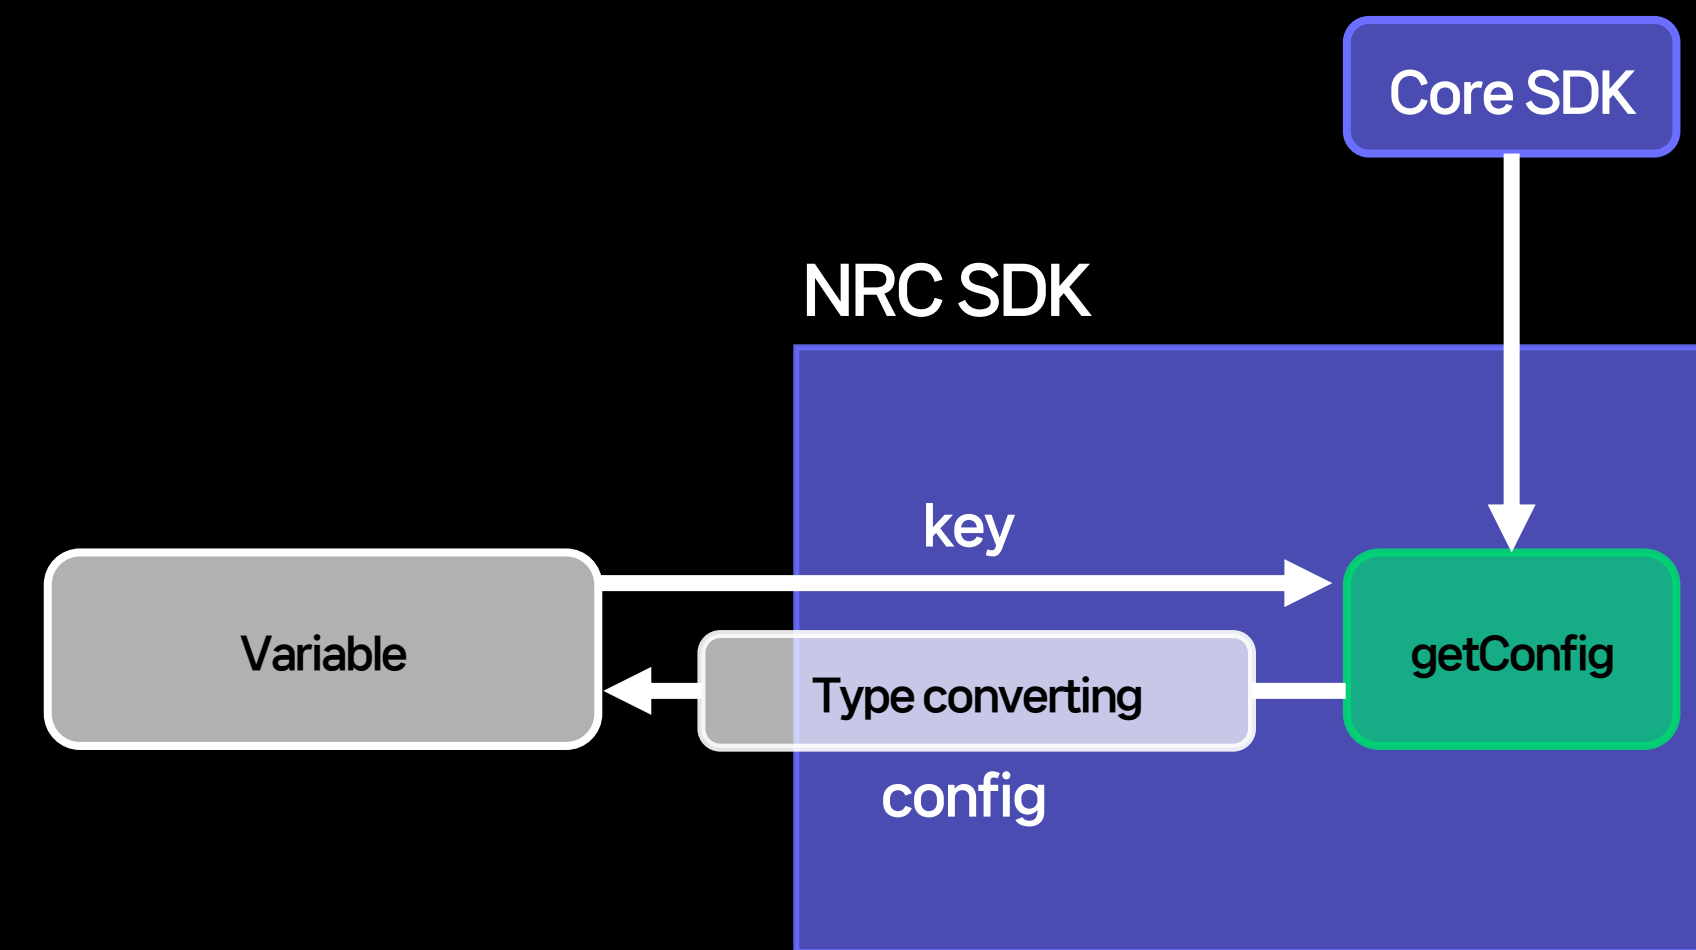 Core SDK
NRC SDK
key
Variable
getConfig
Type converting
config